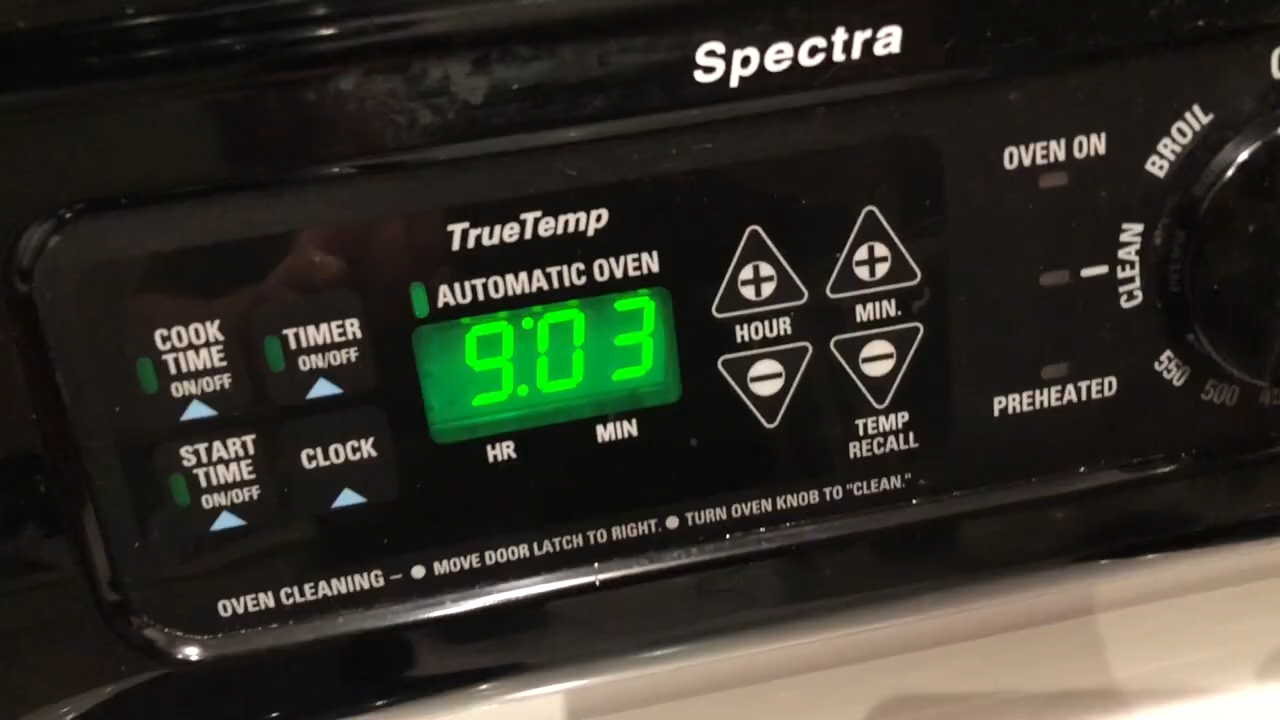 Spectra
TrueTemp
AUTOMATIC OVEN
9:03
HR MIN
COOK
TIME
ON/OFF
TIMER
ON/OFF
START
TIME
ON/OFF
CLOCK
HOUR
MIN.
TEMP
RECALL
OVEN ON
PREHEATED
BROIL
CLEAN
550
500
OVEN CLEANING – ● MOVE DOOR LATCH TO RIGHT. ● TURN OVEN KNOB TO "CLEAN."